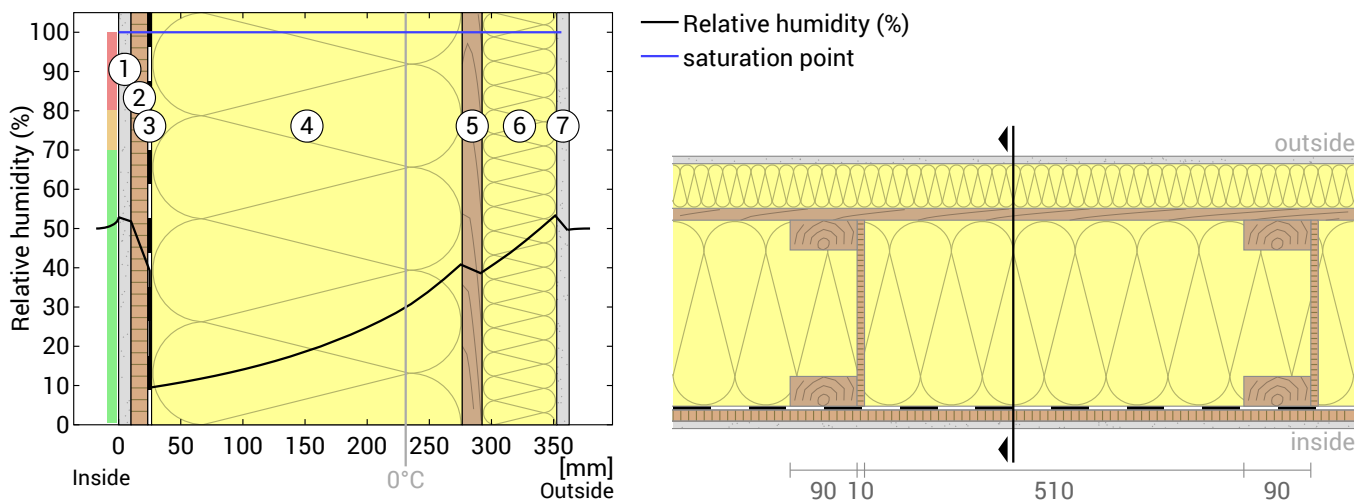 Relative humidity (%)
100
90
80
70
60
50
40
30
20
10
0
1
2
3
4
5
6
7
0 50 100 150 200 250 300 350
[mm]
Inside
0°C
Outside
Relative humidity (%)
saturation point
outside
inside
90 10 510 90